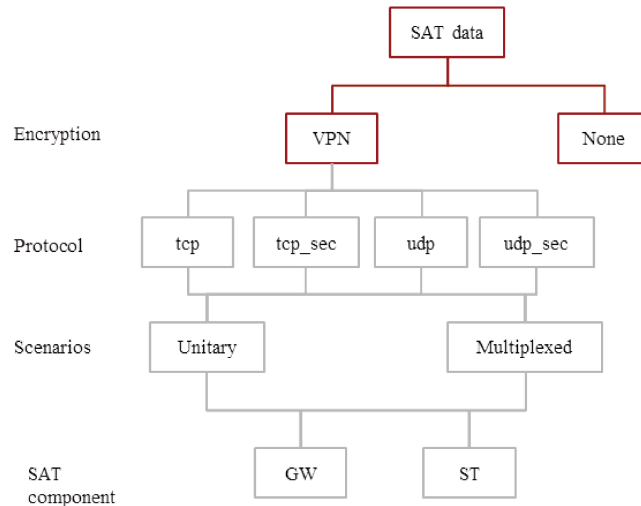 SAT data
Encryption
VPN
None
Protocol
tcp
tcp_sec
udp
udp_sec
Scenarios
Unitary
Multiplexed
SAT
component
GW
ST